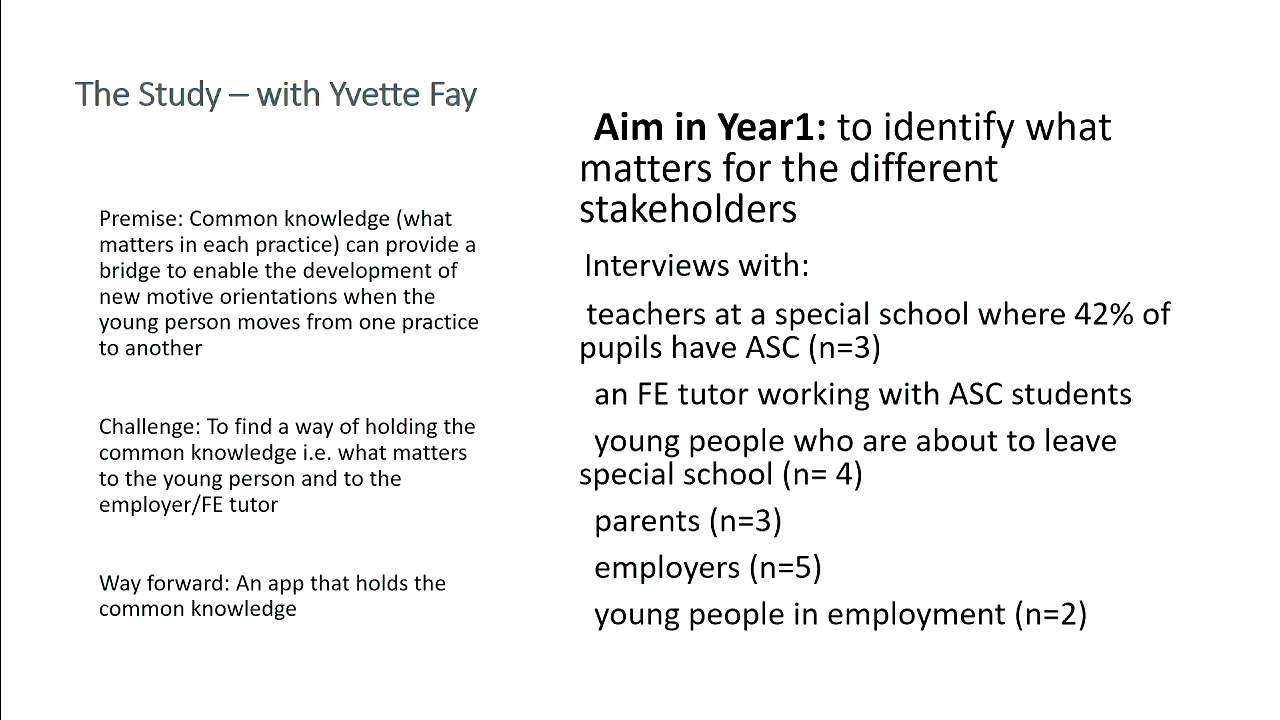 The Study – with Yvette Fay
Premise: Common knowledge (what
matters in each practice) can provide a
bridge to enable the development of
new motive orientations when the
young person moves from one practice
to another
Challenge: To find a way of holding the
common knowledge i.e. what matters
to the young person and to the
employer/FE tutor
Way forward: An app that holds the
common knowledge
Aim in Year1: to identify what
matters for the different
stakeholders
Interviews with:
teachers at a special school where 42% of
pupils have ASC (n=3)
an FE tutor working with ASC students
young people who are about to leave
special school (n= 4)
parents (n=3)
employers (n=5)
young people in employment (n=2)